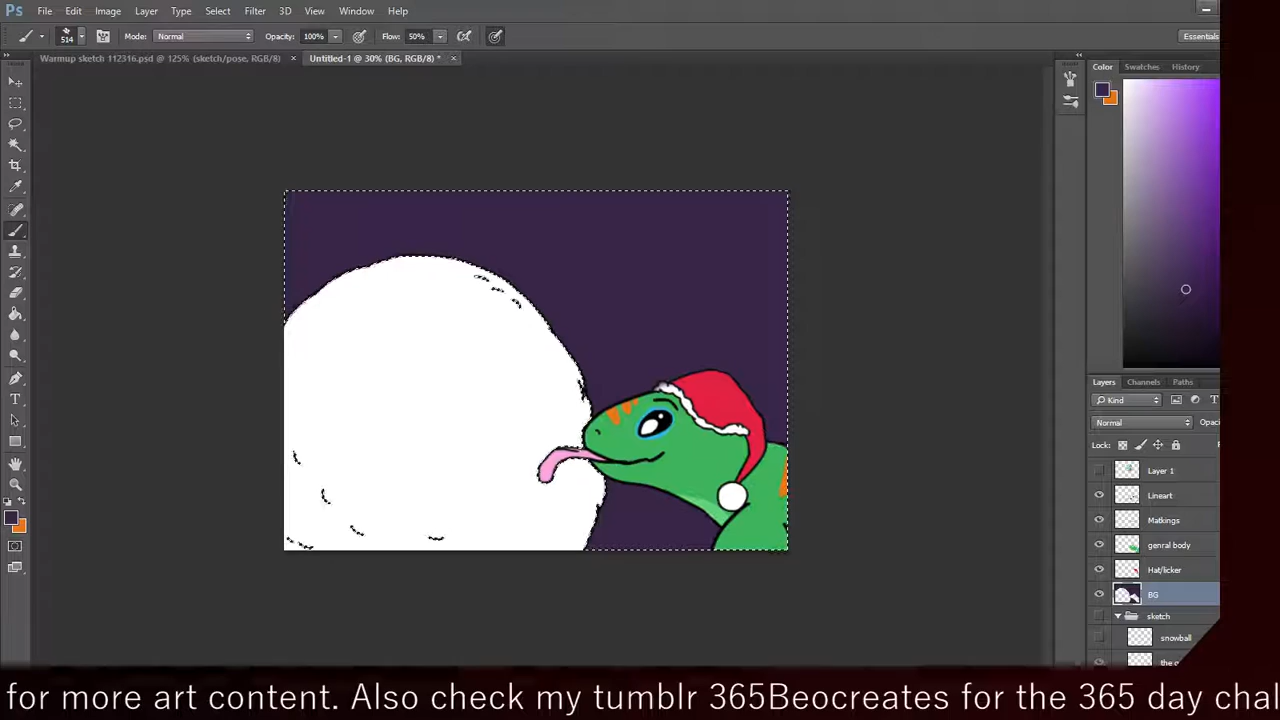 Ps File Edit Image Layer Type Select Filter 3D View Window Help
514 Mode: Normal Opacity: 100% Flow: 50% Essentials
Warmup sketch 112316.psd @ 125% (sketch/pose, RGB/8) × Untitled-1 @ 30% (BG, RGB/8) * ×
Color Swatches History
Layers Channels Paths
Kind
Normal Opac
Lock:
Layer 1
Lineart
Matkings
genral body
Hat/licker
BG
sketch
snowball
for more art content. Also check my tumblr 365Beocreates for the 365 day chal